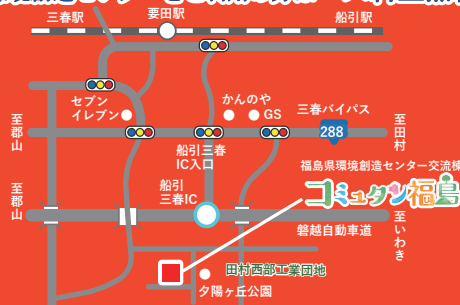 三春駅
要田駅
船引駅
セブン
イレブン
かんのや
GS
三春バイパス
288
至郡山
至田村
船引三春
IC入口
福島県環境創造センター交流棟
コミュタン福島
船引
三春IC
至郡山
磐越自動車道
至いわき
田村西部工業団地
夕陽ヶ丘公園